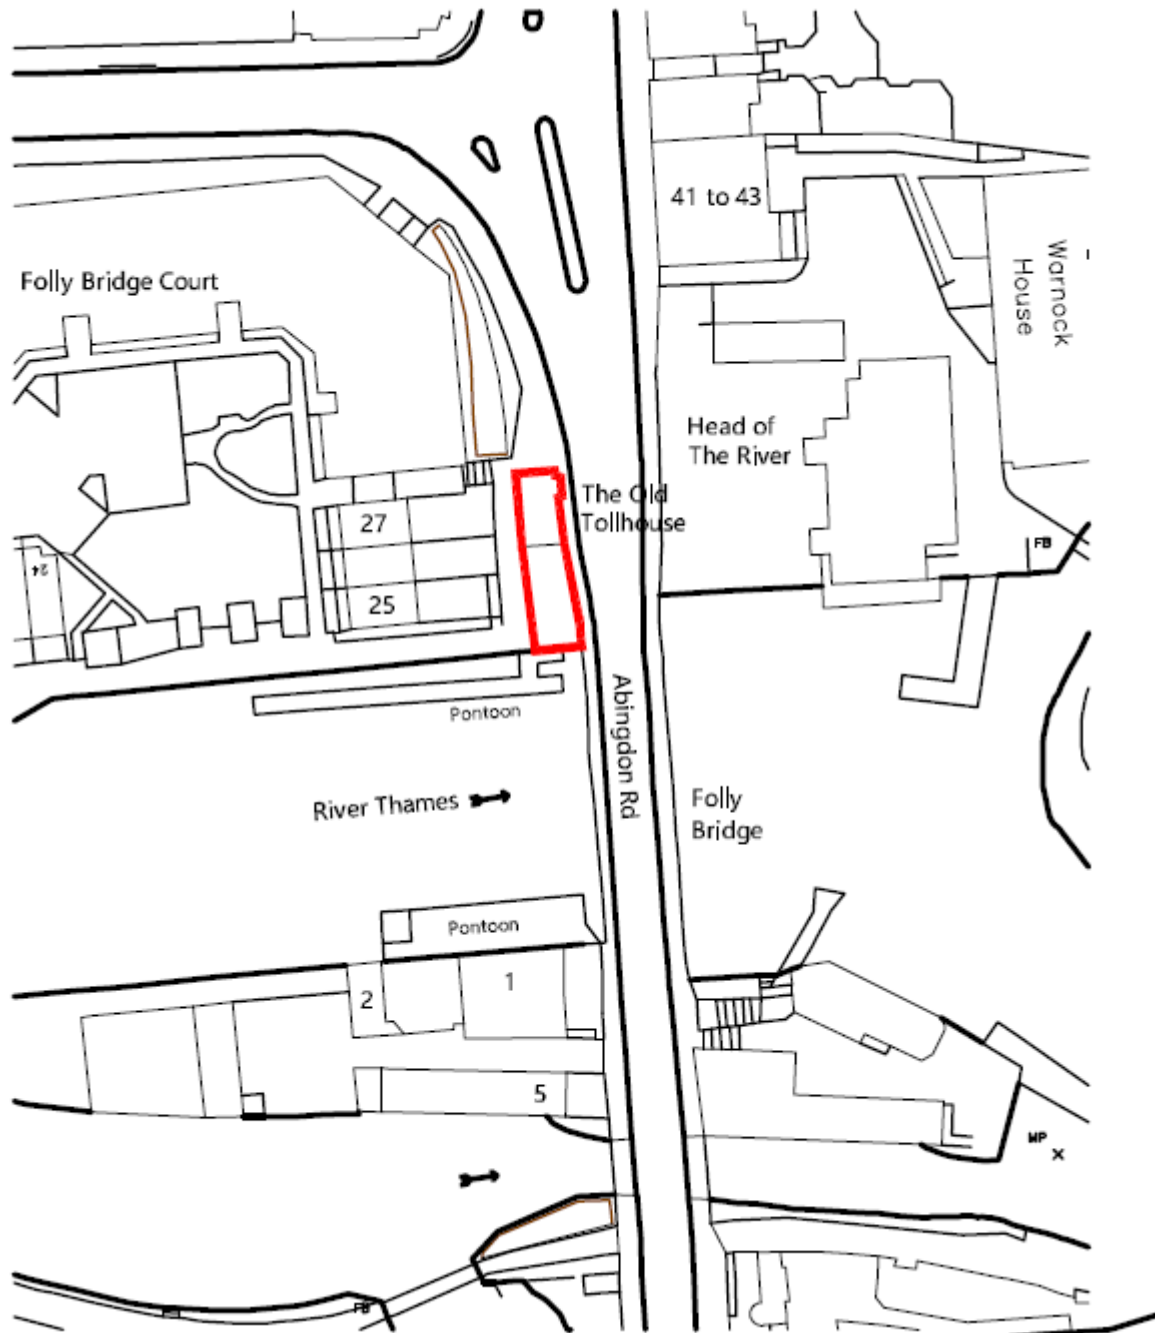 41 to 43
Warnock
House
Folly Bridge Court
Head of
The River
The Old
Tollhouse
27
FB
24
25
Abingdon Rd
Pontoon
River Thames
Folly
Bridge
Pontoon
1
2
5
MP
FB